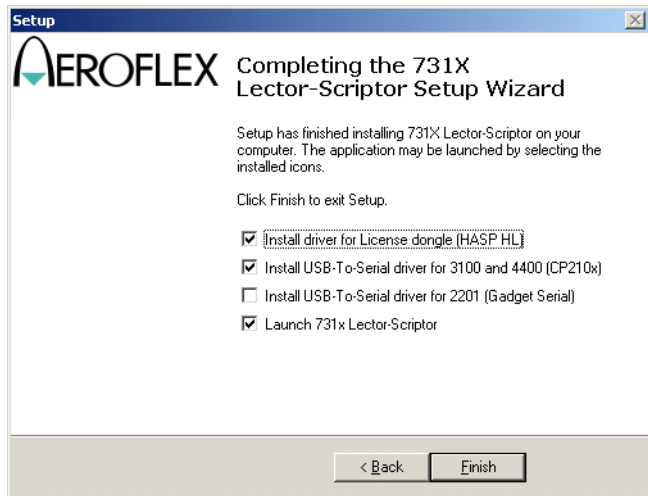 Setup
AEROFLEX
Completing the 731X
Lector-Scriptor Setup Wizard
Setup has finished installing 731X Lector-Scriptor on your
computer. The application may be launched by selecting the
installed icons.
Click Finish to exit Setup.
Install driver for License dongle (HASP HL)
Install USB-To-Serial driver for 3100 and 4400 (CP210x)
Install USB-To-Serial driver for 2201 (Gadget Serial)
Launch 731x Lector-Scriptor
< Back
Finish